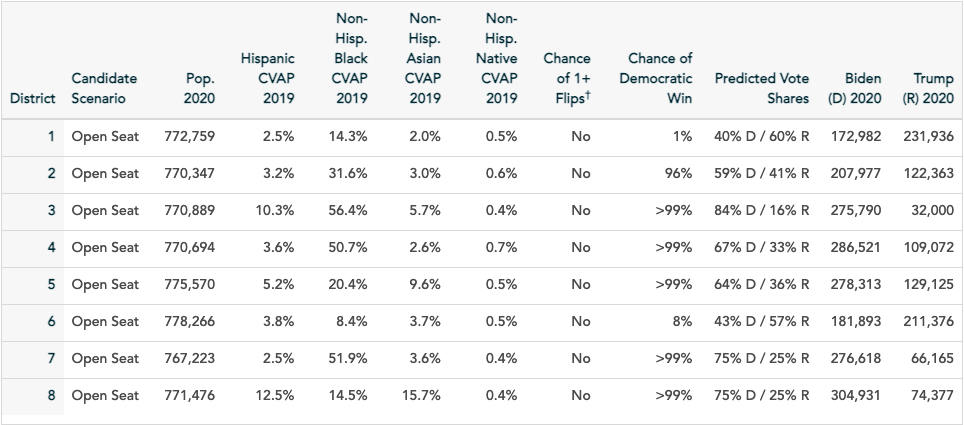 District Candidate Scenario Pop. 2020 Hispanic CVAP 2019 Non-Hisp. Black CVAP 2019 Non-Hisp. Asian CVAP 2019 Non-Hisp. Native CVAP 2019 Chance of 1+ Flips† Chance of Democratic Win Predicted Vote Shares Biden (D) 2020 Trump (R) 2020
1 Open Seat 772,759 2.5% 14.3% 2.0% 0.5% No 1% 40% D / 60% R 172,982 231,936
2 Open Seat 770,347 3.2% 31.6% 3.0% 0.6% No 96% 59% D / 41% R 207,977 122,363
3 Open Seat 770,889 10.3% 56.4% 5.7% 0.4% No >99% 84% D / 16% R 275,790 32,000
4 Open Seat 770,694 3.6% 50.7% 2.6% 0.7% No >99% 67% D / 33% R 286,521 109,072
5 Open Seat 775,570 5.2% 20.4% 9.6% 0.5% No >99% 64% D / 36% R 278,313 129,125
6 Open Seat 778,266 3.8% 8.4% 3.7% 0.5% No 8% 43% D / 57% R 181,893 211,376
7 Open Seat 767,223 2.5% 51.9% 3.6% 0.4% No >99% 75% D / 25% R 276,618 66,165
8 Open Seat 771,476 12.5% 14.5% 15.7% 0.4% No >99% 75% D / 25% R 304,931 74,377